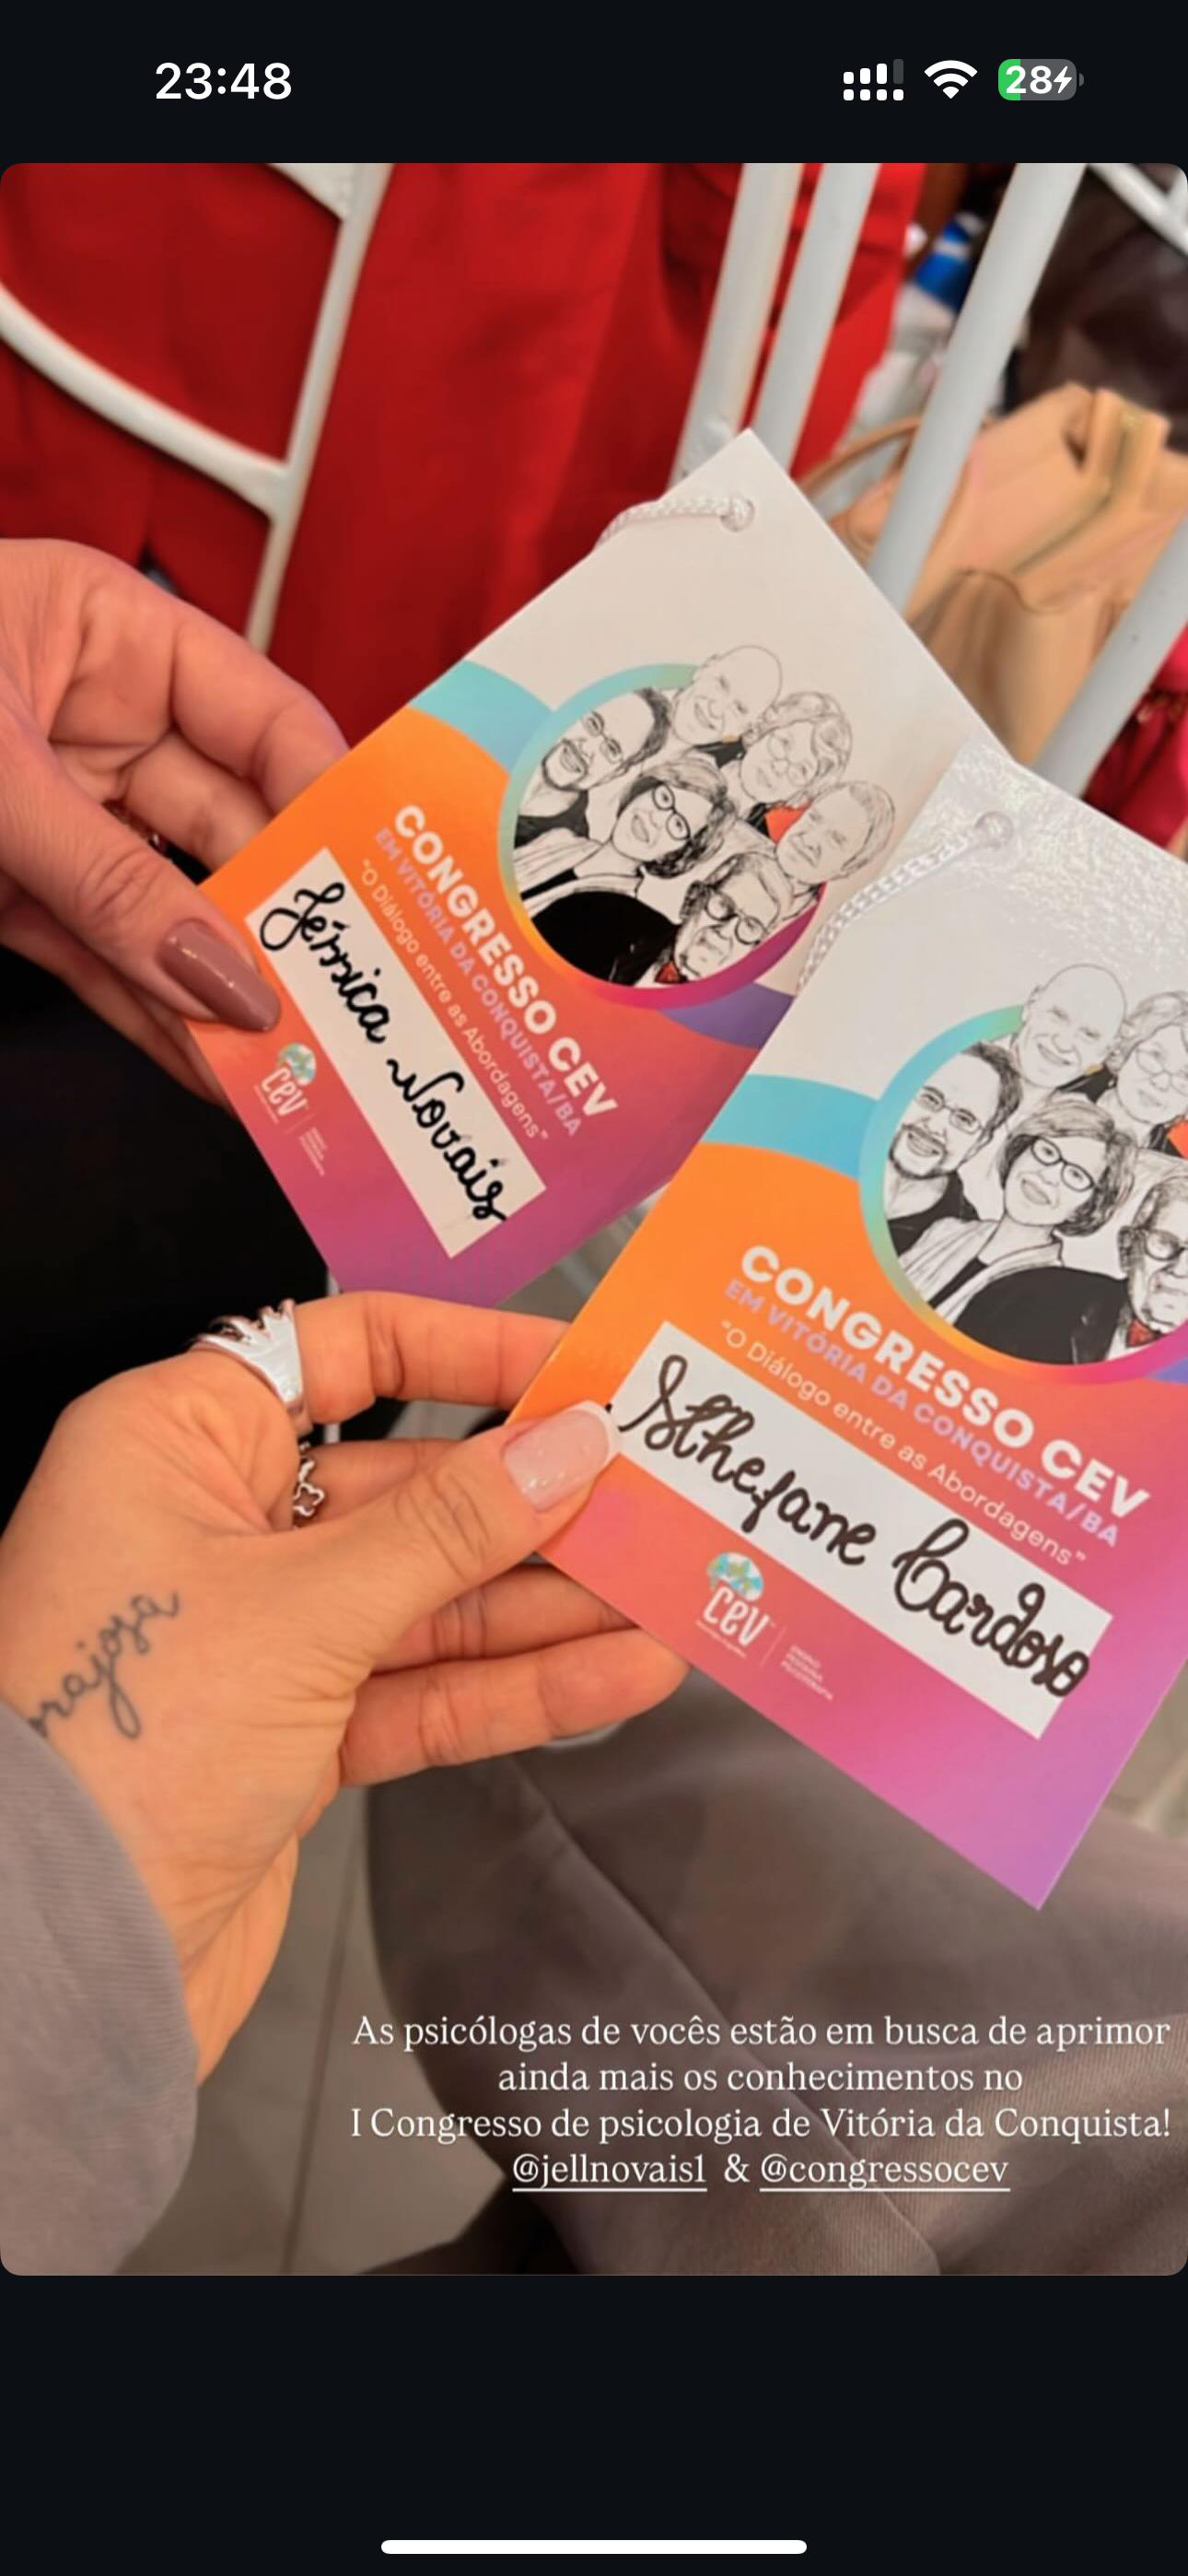 23:48
28
CONGRESSO CEV
EM VITÓRIA DA CONQUISTA/BA
"O Diálogo entre as Abordagens"
Jéssica Novais
cev
CONGRESSO CEV
EM VITÓRIA DA CONQUISTA/BA
"O Diálogo entre as Abordagens"
Sthefane Cardoso
cev
rajosa
As psicólogas de vocês estão em busca de aprimor
ainda mais os conhecimentos no
I Congresso de psicologia de Vitória da Conquista!
@jellnovais1 & @congressocev